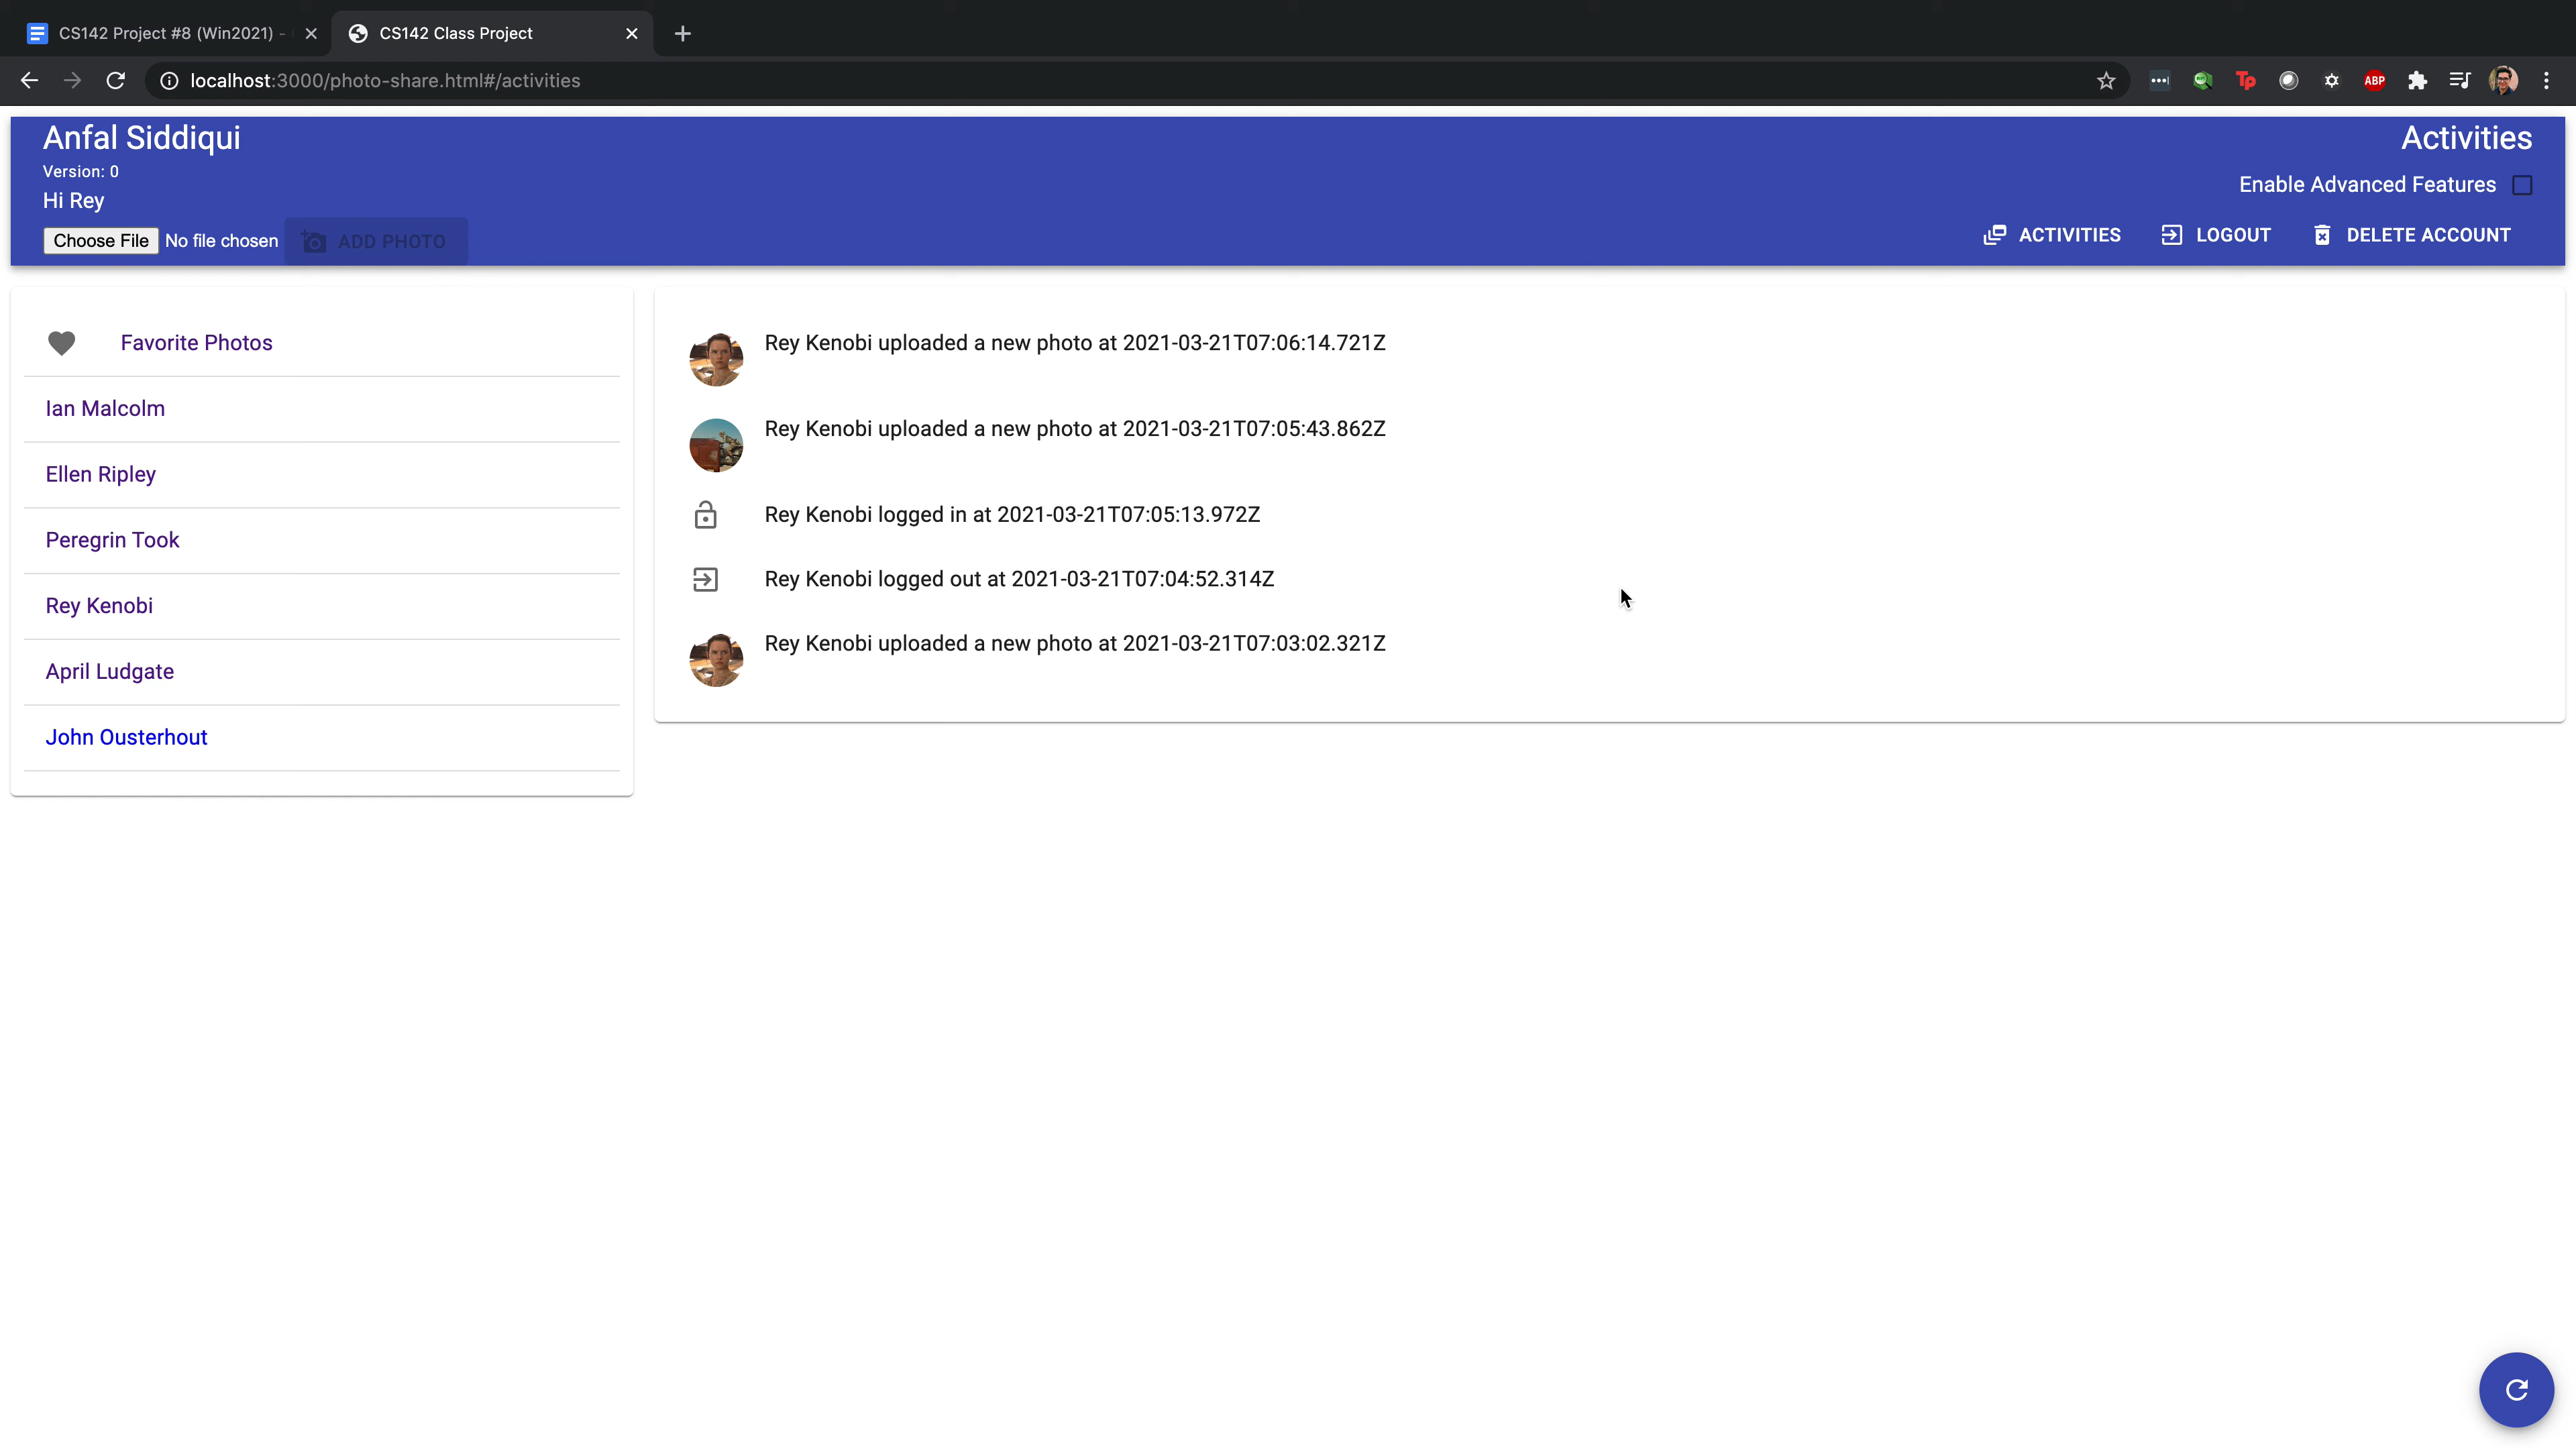 CS142 Project #8 (Win2021) -
CS142 Class Project
localhost:3000/photo-share.html#/activities
Tp
ABP
Anfal Siddiqui
Activities
Version: 0
Enable Advanced Features
Hi Rey
Choose File No file chosen
ADD PHOTO
ACTIVITIES
LOGOUT
DELETE ACCOUNT
Favorite Photos
Ian Malcolm
Ellen Ripley
Peregrin Took
Rey Kenobi
April Ludgate
John Ousterhout
Rey Kenobi uploaded a new photo at 2021-03-21T07:06:14.721Z
Rey Kenobi uploaded a new photo at 2021-03-21T07:05:43.862Z
Rey Kenobi logged in at 2021-03-21T07:05:13.972Z
Rey Kenobi logged out at 2021-03-21T07:04:52.314Z
Rey Kenobi uploaded a new photo at 2021-03-21T07:03:02.321Z